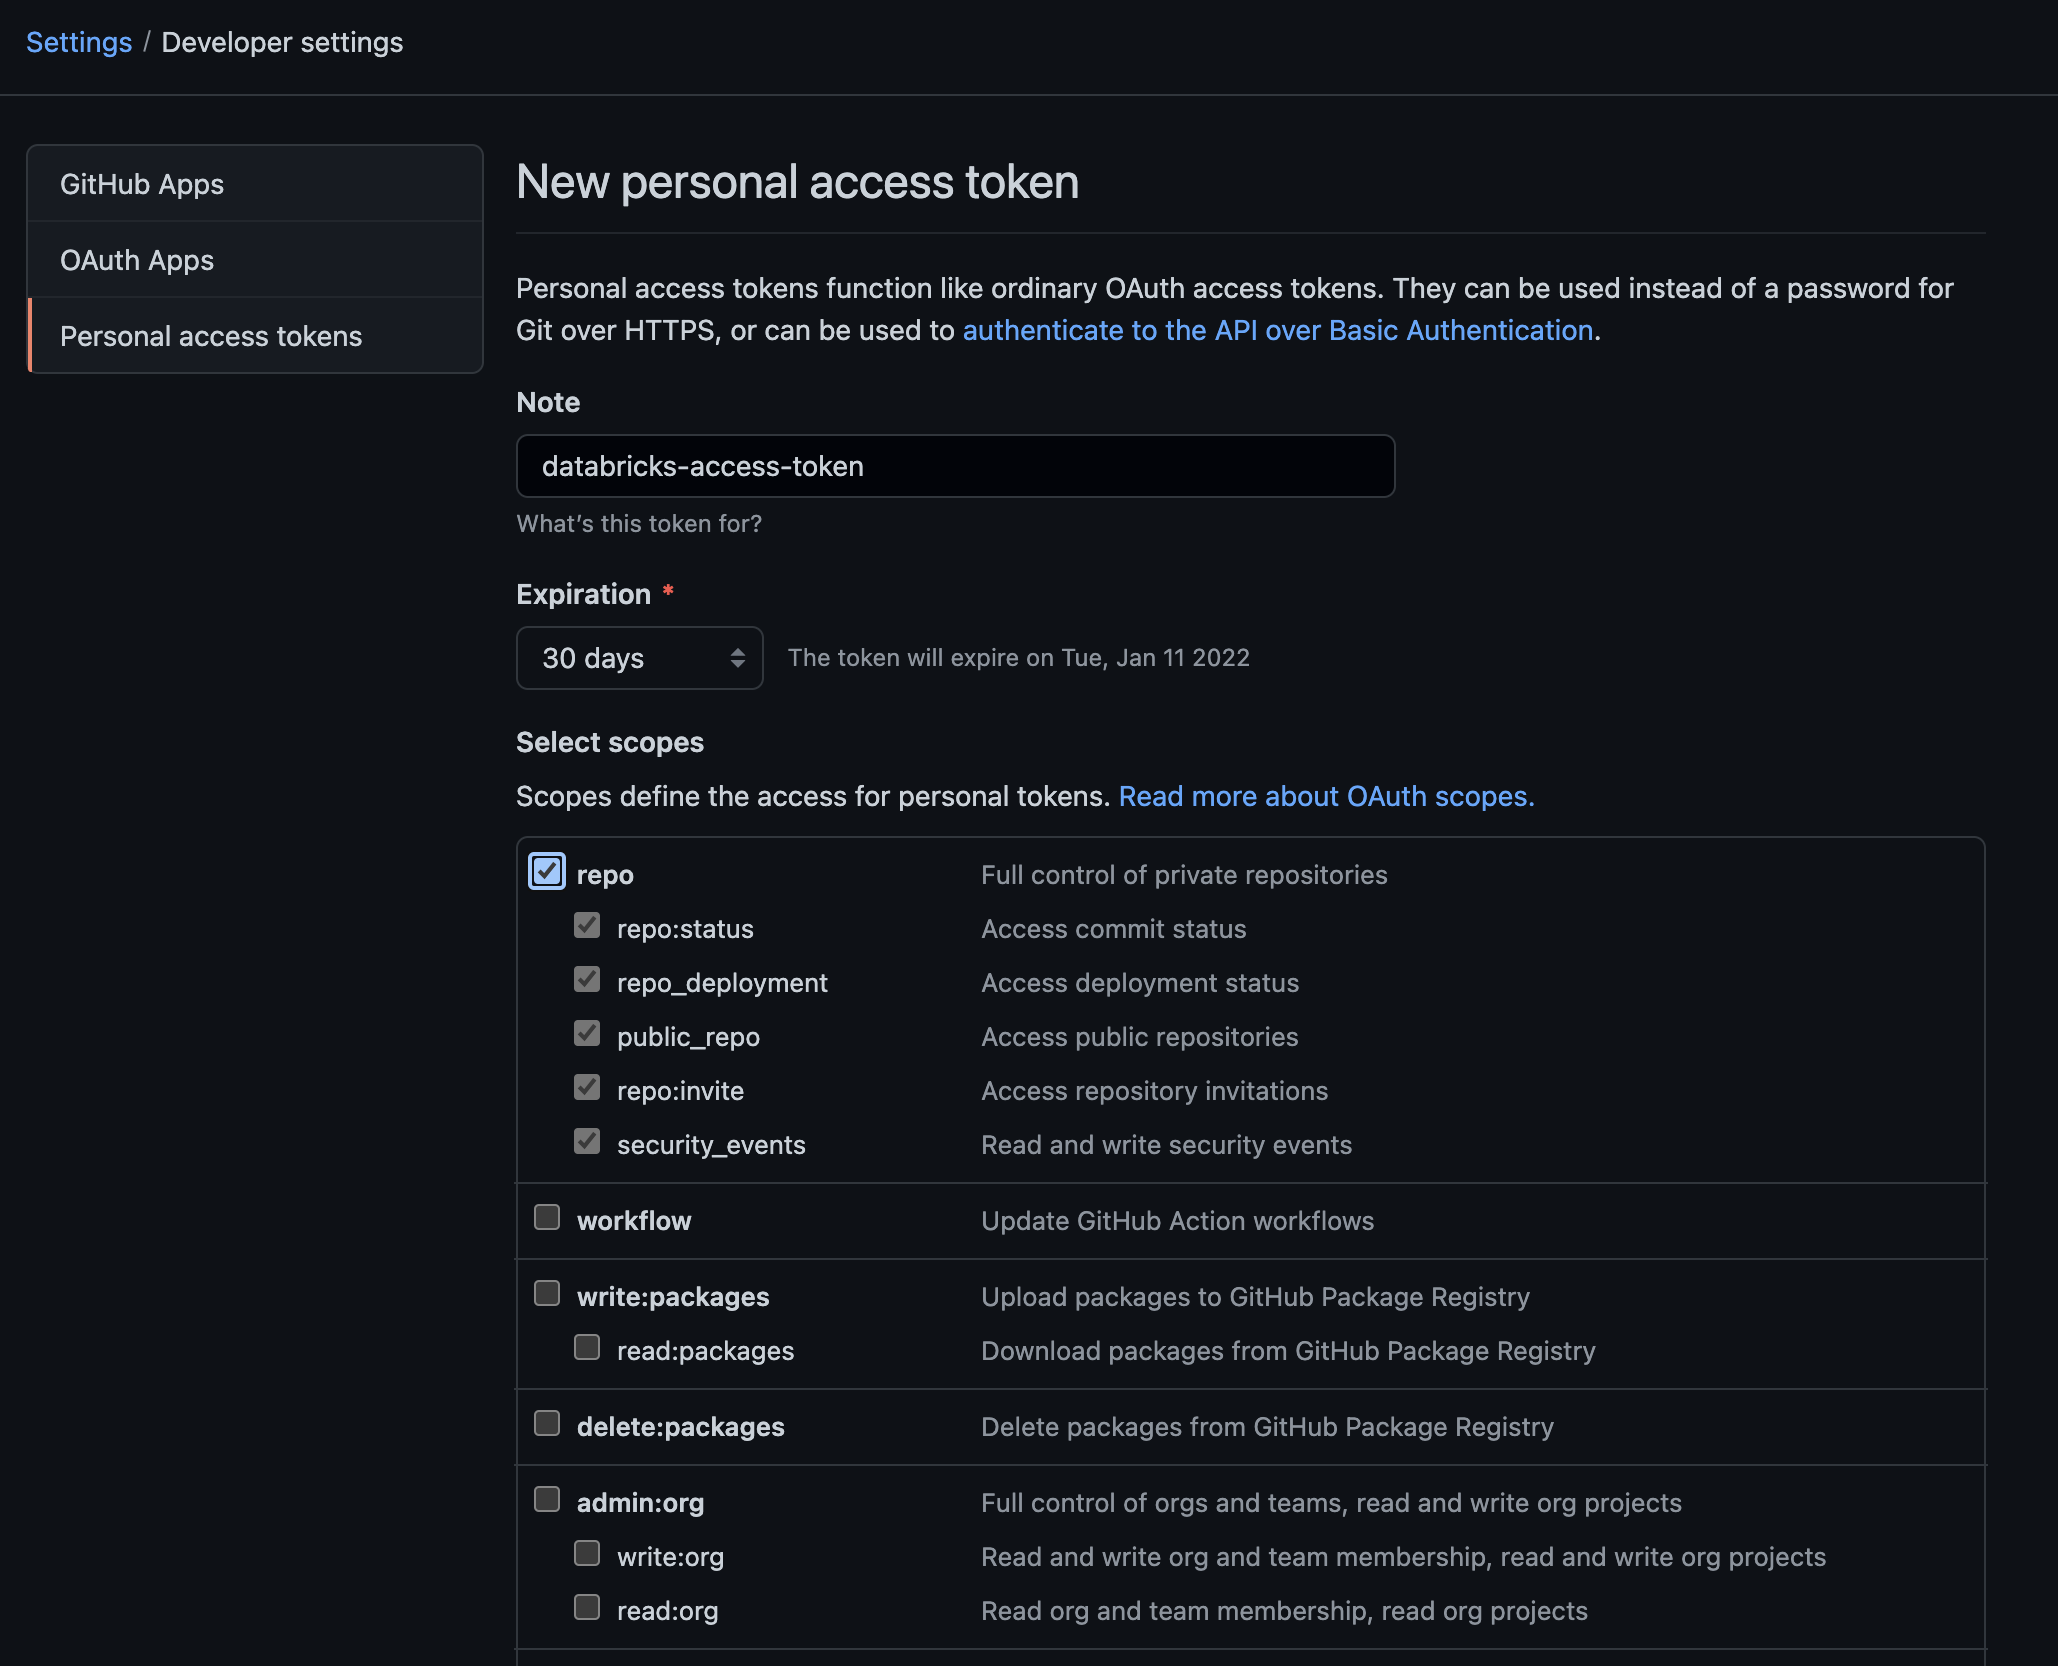 Settings / Developer settings
GitHub Apps
OAuth Apps
Personal access tokens
New personal access token
Personal access tokens function like ordinary OAuth access tokens. They can be used instead of a password for
Git over HTTPS, or can be used to authenticate to the API over Basic Authentication.
Note
databricks-access-token
What's this token for?
Expiration *
30 days The token will expire on Tue, Jan 11 2022
Select scopes
Scopes define the access for personal tokens. Read more about OAuth scopes.
repo Full control of private repositories
repo:status Access commit status
repo_deployment Access deployment status
public_repo Access public repositories
repo:invite Access repository invitations
security_events Read and write security events
workflow Update GitHub Action workflows
write:packages Upload packages to GitHub Package Registry
read:packages Download packages from GitHub Package Registry
delete:packages Delete packages from GitHub Package Registry
admin:org Full control of orgs and teams, read and write org projects
write:org Read and write org and team membership, read and write org projects
read:org Read org and team membership, read org projects